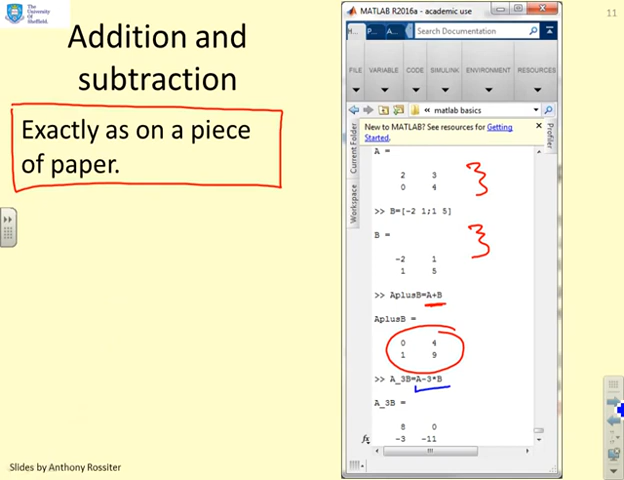 The
University
Of
Sheffield.
11
Addition and
subtraction
Exactly as on a piece
of paper.
MATLAB R2016a - academic use
H...
P...
A...
Search Documentation
FILE
VARIABLE
CODE
SIMULINK
ENVIRONMENT
RESOURCES
« matlab basics
New to MATLAB? See resources for Getting
Started.
Current Folder
Workspace
Profiler
A =
2 3
0 4
>> B=[-2 1;1 5]
B =
-2 1
1 5
>> AplusB=A+B
AplusB =
0 4
1 9
>> A_3B=A-3*B
A_3B =
8 0
-3 -11
fx
Slides by Anthony Rossiter